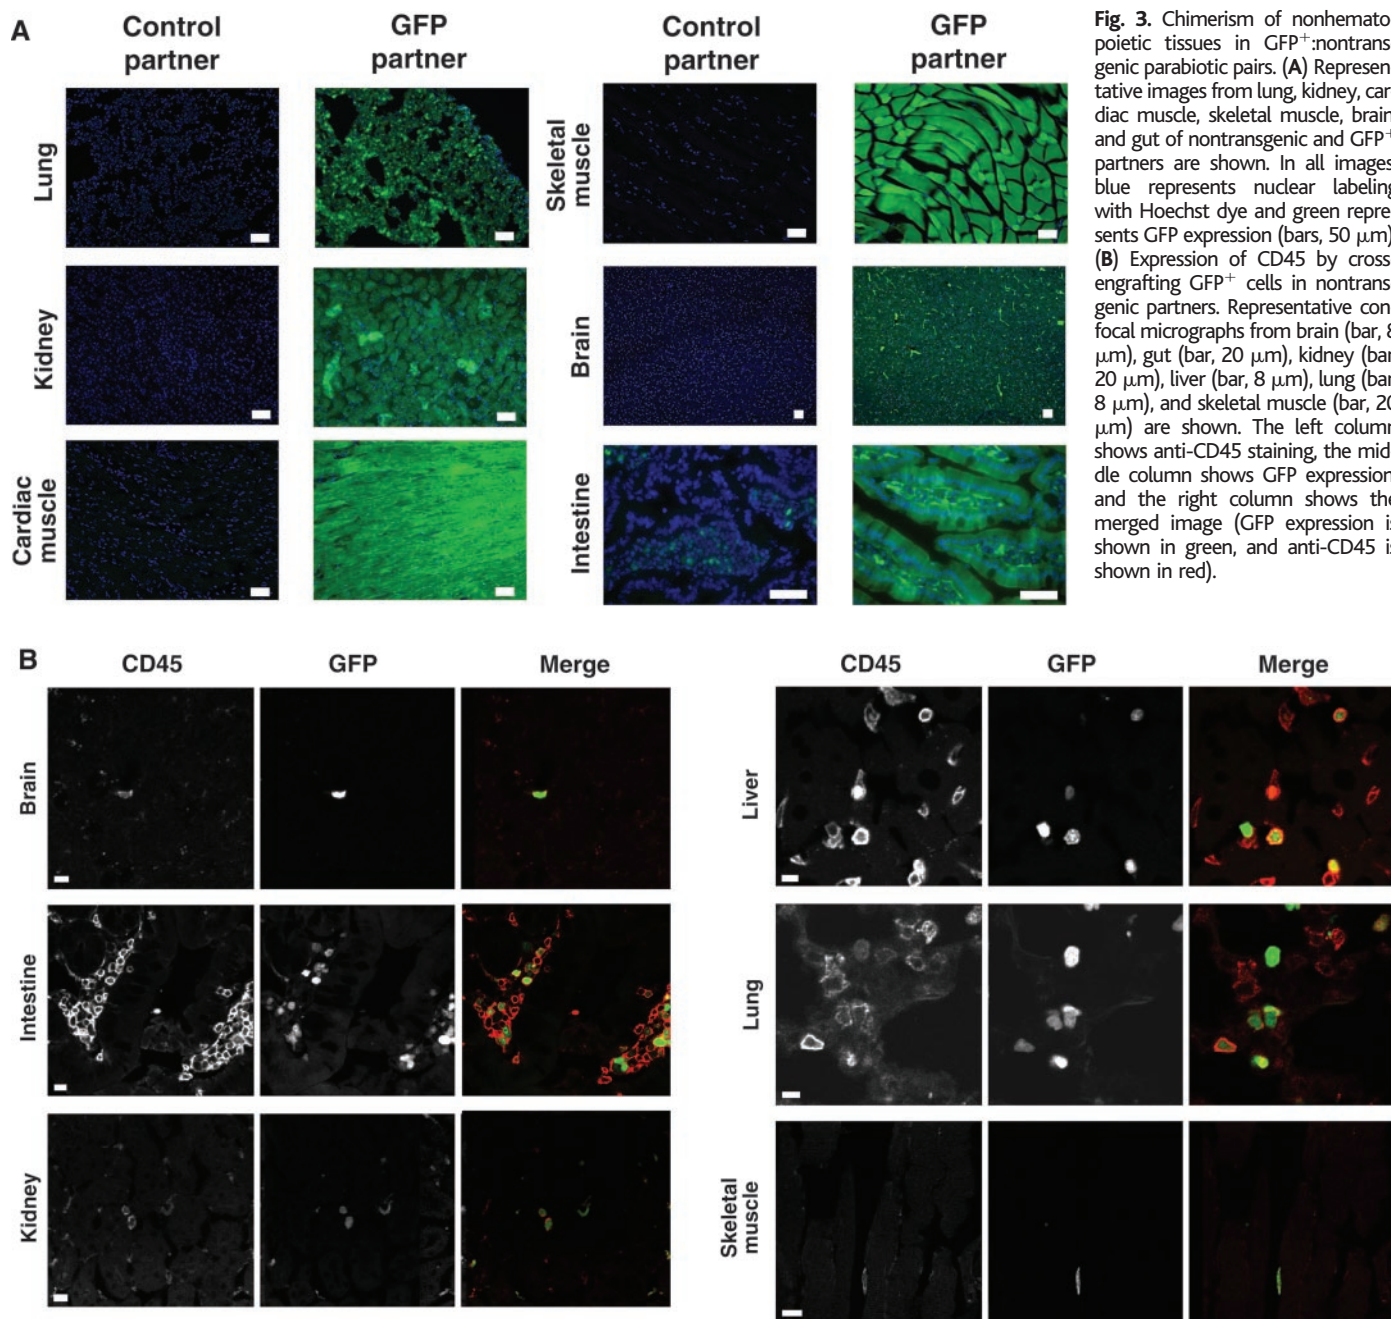 A
Control
partner
GFP
partner
Control
partner
GFP
partner
Lung
Skeletal
muscle
Kidney
Brain
Cardiac
muscle
Intestine
Fig. 3. Chimerism of nonhemato
poietic tissues in GFP+:nontrans
genic parabiotic pairs. (A) Represen
tative images from lung, kidney, car
diac muscle, skeletal muscle, brain
and gut of nontransgenic and GFP+
partners are shown. In all images
blue represents nuclear labeling
with Hoechst dye and green repre
sents GFP expression (bars, 50 μm)
(B) Expression of CD45 by cross
engrafting GFP+ cells in nontrans
genic partners. Representative con
focal micrographs from brain (bar, 8
μm), gut (bar, 20 μm), kidney (bar
20 μm), liver (bar, 8 μm), lung (bar
8 μm), and skeletal muscle (bar, 20
μm) are shown. The left column
shows anti-CD45 staining, the mid
dle column shows GFP expression
and the right column shows the
merged image (GFP expression is
shown in green, and anti-CD45 is
shown in red).
B
CD45
GFP
Merge
CD45
GFP
Merge
Brain
Liver
Intestine
Lung
Kidney
Skeletal
muscle